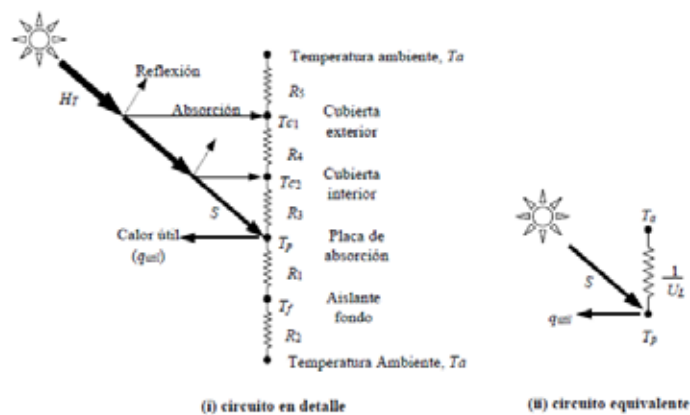 Temperatura ambiente, Ta
Reflexión
R5
HT
Absorción
Tc1
Cubierta
exterior
R4
Tc2
Cubierta
interior
S
R3
Calor útil
(qutil)
Tp
Placa de
absorción
R1
Tf
Aislante
fondo
R2
Temperatura Ambiente, Ta
(i) circuito en detalle
Ta
S
1
UL
qutil
Tp
(ii) circuito equivalente